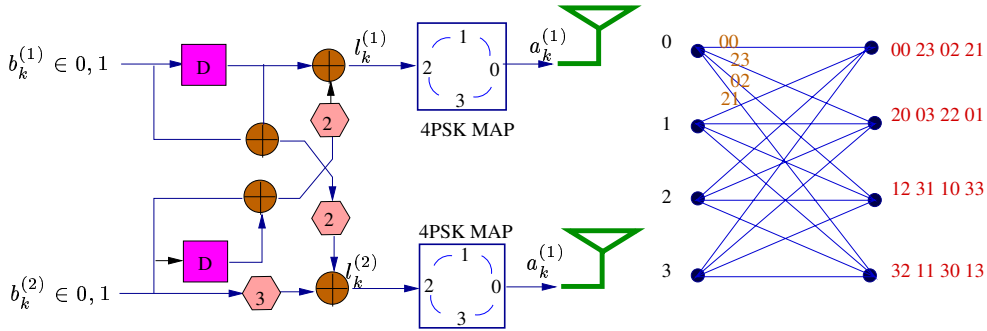 b_k^{(1)} ∈ 0, 1
D
l_k^{(1)}
1
2
0
3
a_k^{(1)}
4PSK MAP
2
2
b_k^{(2)} ∈ 0, 1
D
3
l_k^{(2)}
4PSK MAP
1
2
0
3
a_k^{(1)}
0
00
23
02
21
00 23 02 21
1
20 03 22 01
2
12 31 10 33
3
32 11 30 13